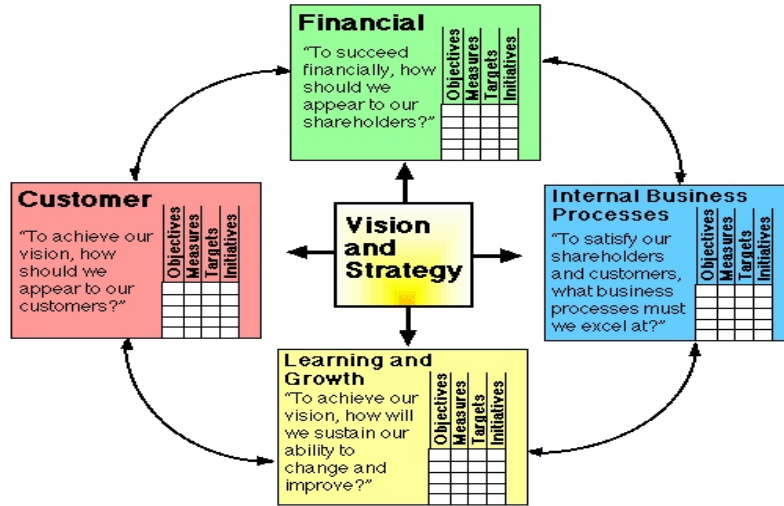 Financial
“To succeed
financially, how
should we
appear to our
shareholders?”
Objectives
Measures
Targets
Initiatives
Customer
“To achieve our
vision, how
should we
appear to our
customers?”
Objectives
Measures
Targets
Initiatives
Vision
and
Strategy
Internal Business
Processes
“To satisfy our
shareholders
and customers,
what business
processes must
we excel at?”
Objectives
Measures
Targets
Initiatives
Learning and
Growth
“To achieve our
vision, how will
we sustain our
ability to
change and
improve?”
Objectives
Measures
Targets
Initiatives